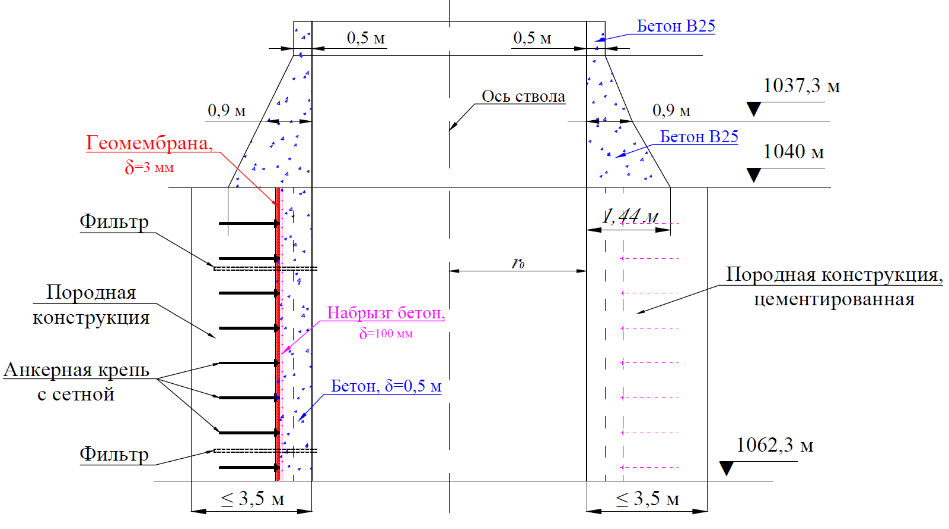 Бетон В25
0,5 м
0,5 м
1037,3 м
Ось ствола
0,9 м
0,9 м
Бетон В25
Геомембрана,
δ=3 мм
1040 м
Фильтр
1,44 м
r₀
Породная
конструкция
Породная конструкция,
цементированная
Набрызг бетон,
δ=100 мм
Анкерная крепь
с сетной
Бетон, δ=0,5 м
1062,3 м
Фильтр
≤ 3,5 м
≤ 3,5 м